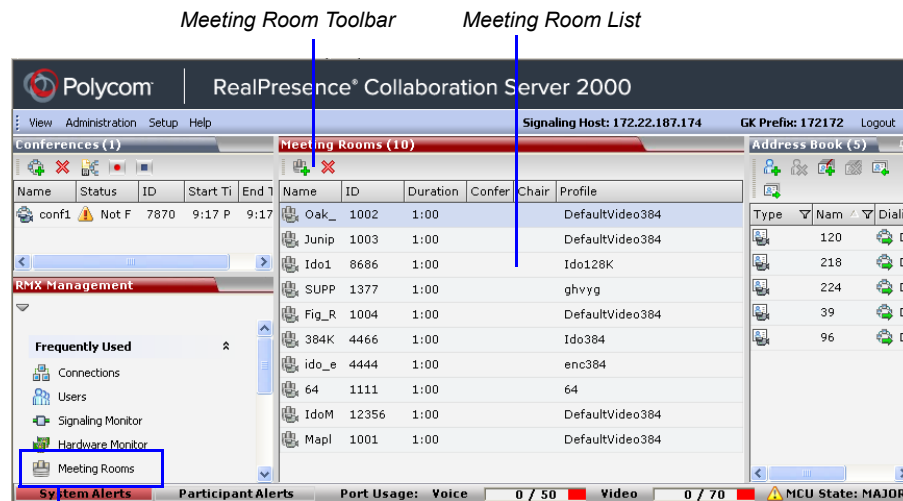 Meeting Room Toolbar
Meeting Room List
Polycom
RealPresence® Collaboration Server 2000
View Administration Setup Help
Signaling Host: 172.22.187.174
GK Prefix: 172172
Logout
Conferences (1)
Name Status ID Start Ti End T
conf1 Not F 7870 9:17 P 9:17
RMX Management
Frequently Used
Connections
Users
Signaling Monitor
Hardware Monitor
Meeting Rooms
Meeting Rooms (10)
Name ID Duration Confer Chair Profile
Oak_ 1002 1:00 DefaultVideo384
Junip 1003 1:00 DefaultVideo384
Ido1 8686 1:00 Ido128K
SUPP 1377 1:00 ghvyg
Fig_R 1004 1:00 DefaultVideo384
384K 4466 1:00 Ido384
ido_e 4444 1:00 enc384
64 1111 1:00 64
IdoM 12356 1:00 DefaultVideo384
Mapl 1001 1:00 DefaultVideo384
Address Book (5)
Type Nam Diali
120 D
218 D
224 D
39 D
96 D
System Alerts Participant Alerts Port Usage: Voice 0 / 50 Video 0 / 70 MCU State: MAJOR